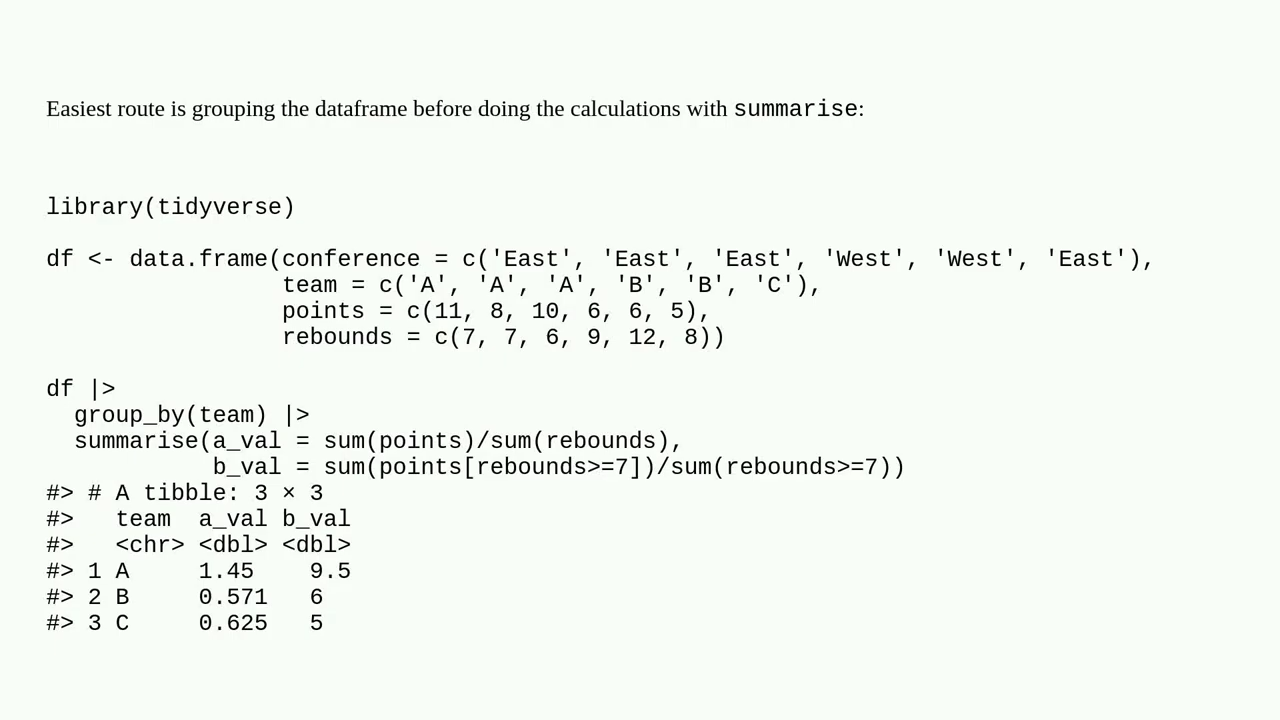 Easiest route is grouping the dataframe before doing the calculations with summarise:
library(tidyverse)
df <- data.frame(conference = c('East', 'East', 'East', 'West', 'West', 'East'),
                 team = c('A', 'A', 'A', 'B', 'B', 'C'),
                 points = c(11, 8, 10, 6, 6, 5),
                 rebounds = c(7, 7, 6, 9, 12, 8))
df |>
  group_by(team) |>
  summarise(a_val = sum(points)/sum(rebounds),
            b_val = sum(points[rebounds>=7])/sum(rebounds>=7))
#> # A tibble: 3 × 3
#>   team  a_val b_val
#>   <chr> <dbl> <dbl>
#> 1 A     1.45    9.5
#> 2 B     0.571   6
#> 3 C     0.625   5